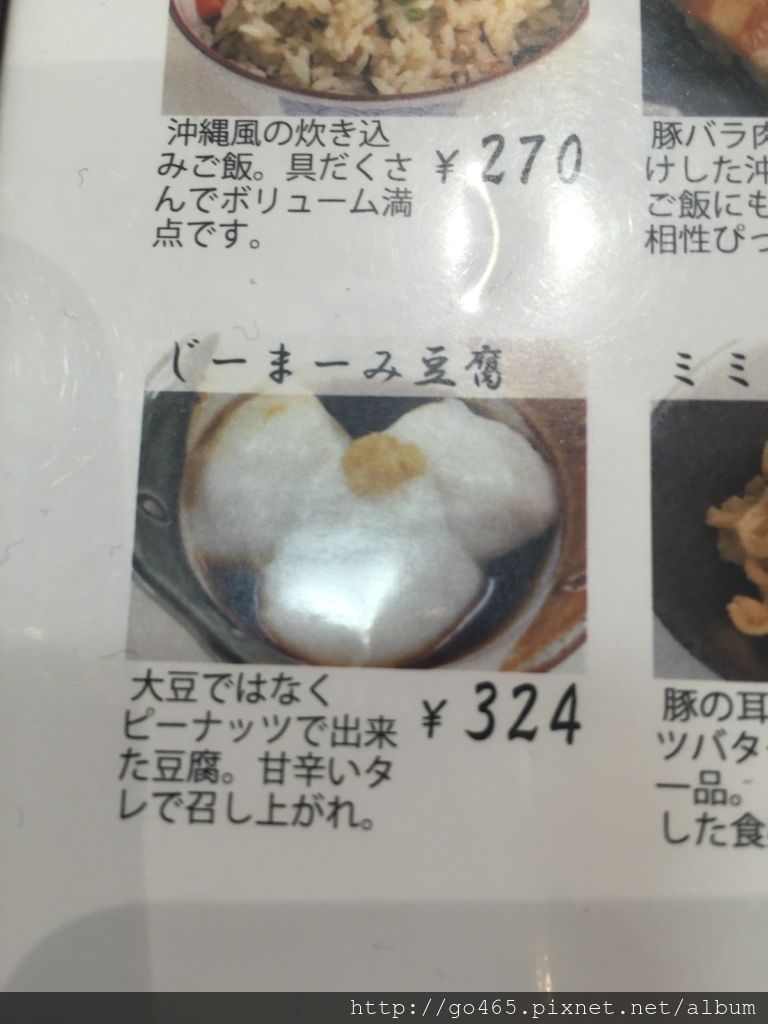 沖縄風の炊き込
みご飯。具だくさ
んでボリューム満
点です。
¥270
豚バラ肉
けした沖
ご飯にも
相性ぴっ
じーまーみ豆腐
大豆ではなく
ピーナッツで出来
た豆腐。甘辛いタ
レで召し上がれ。
¥324
ミミ
豚の耳
ツバター
一品。
した食
http://go465.pixnet.net/album